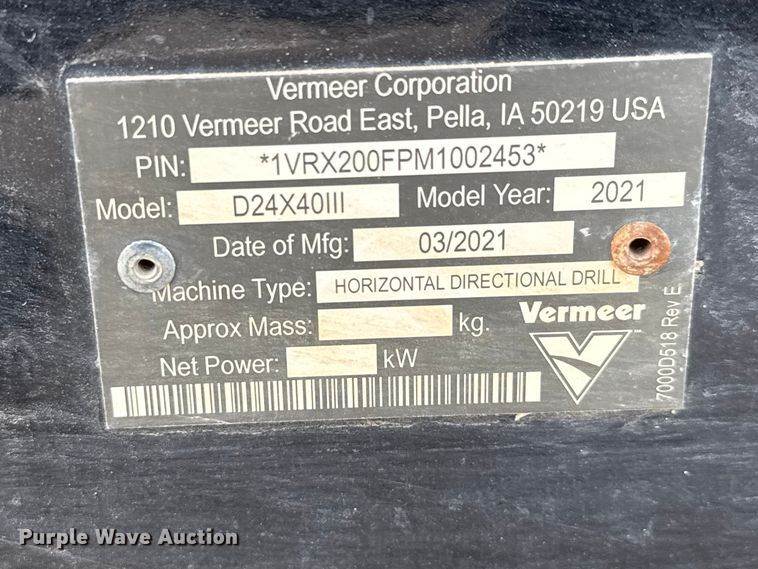 Vermeer Corporation
1210 Vermeer Road East, Pella, IA 50219 USA
PIN: *1VRX200FPM1002453*
Model: D24X40III Model Year: 2021
Date of Mfg: 03/2021
Machine Type: HORIZONTAL DIRECTIONAL DRILL
Approx Mass: kg.
Net Power: kW
Vermeer
7000D518 Rev E
Purple Wave Auction